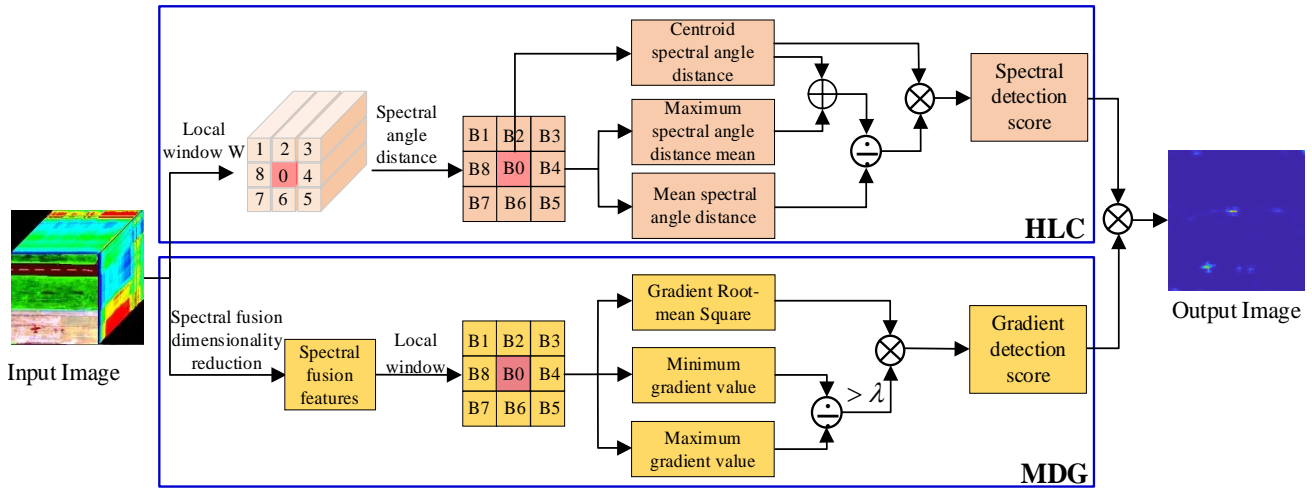 Input Image
Local
window W
1 2 3
8 0 4
7 6 5
Spectral
angle
distance
B1 B2 B3
B8 B0 B4
B7 B6 B5
Centroid
spectral angle
distance
Maximum
spectral angle
distance mean
Mean spectral
angle distance
Spectral
detection
score
HLC
Spectral fusion
dimensionality
reduction
Spectral
fusion
features
Local
window
B1 B2 B3
B8 B0 B4
B7 B6 B5
Gradient Root-
mean Square
Minimum
gradient value
Maximum
gradient value
> λ
Gradient
detection
score
MDG
Output Image